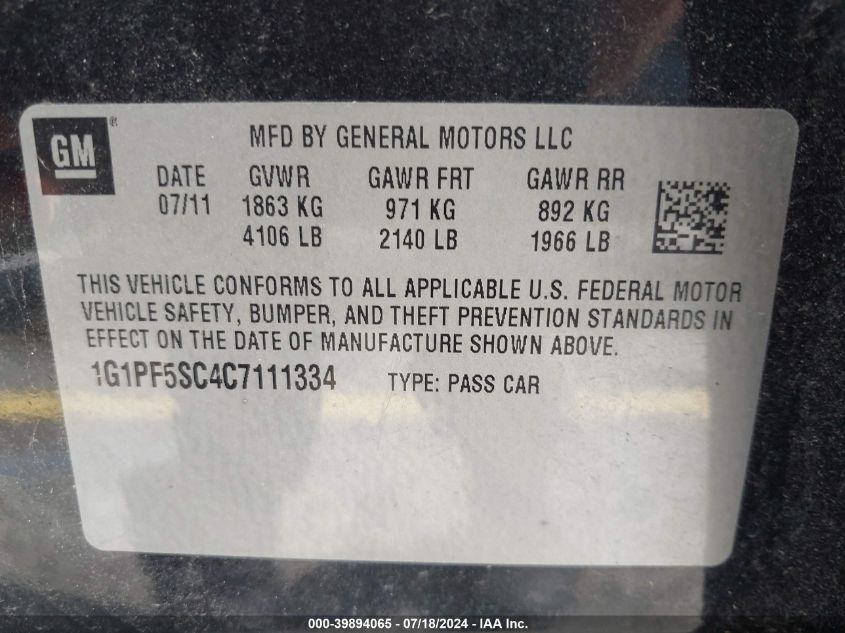 GM®
MFD BY GENERAL MOTORS LLC
DATE GVWR GAWR FRT GAWR RR
07/11 1863 KG 971 KG 892 KG
4106 LB 2140 LB 1966 LB
THIS VEHICLE CONFORMS TO ALL APPLICABLE U.S. FEDERAL MOTOR
VEHICLE SAFETY, BUMPER, AND THEFT PREVENTION STANDARDS IN
EFFECT ON THE DATE OF MANUFACTURE SHOWN ABOVE.
1G1PF5SC4C7111334 TYPE: PASS CAR
000-39894065 / 07/18/2024 - IAA Inc.